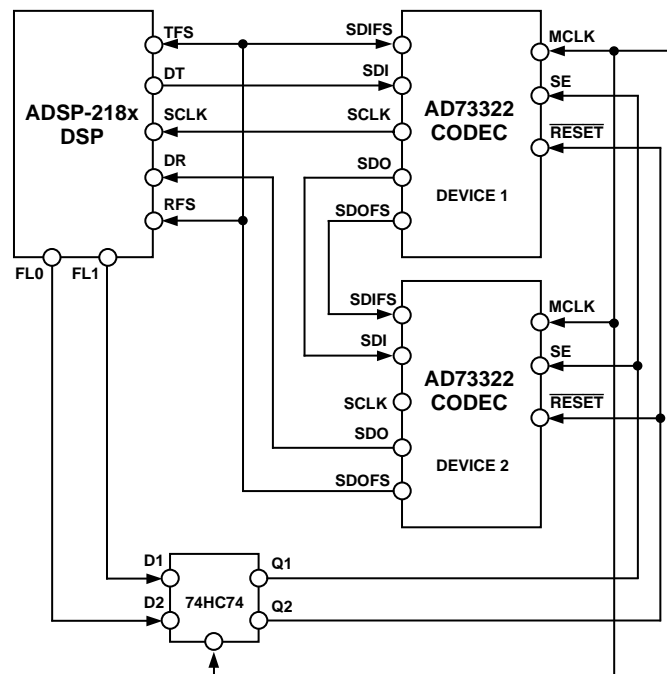 TFS
DT
SCLK
DR
RFS
ADSP-218x
DSP
FL0
FL1
SDIFS
SDI
SCLK
SDO
SDOFS
AD73322
CODEC
DEVICE 1
MCLK
SE
RESET
SDIFS
SDI
SCLK
SDO
SDOFS
AD73322
CODEC
DEVICE 2
MCLK
SE
RESET
D1
D2
74HC74
Q1
Q2